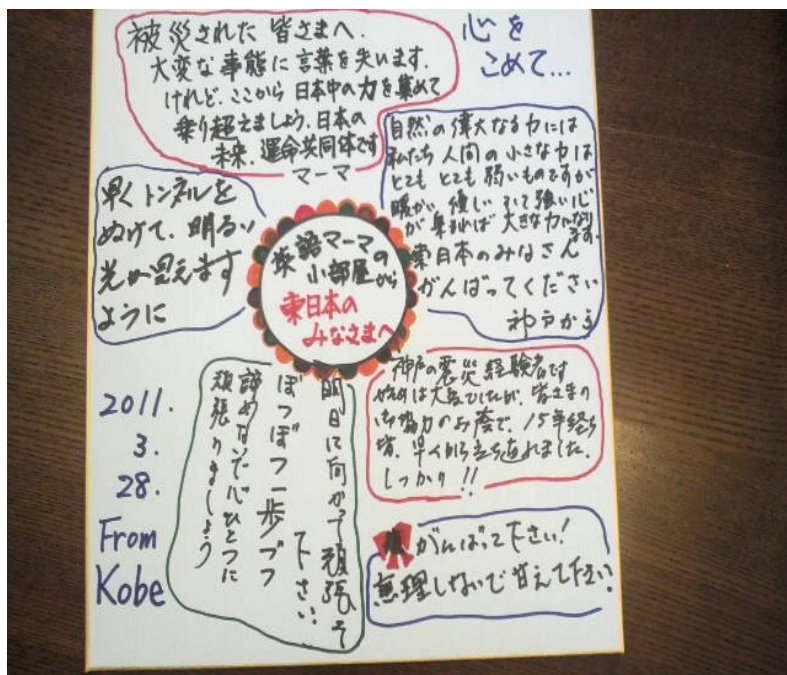 被災された 皆さまへ.
大変な事態に言葉を失います.
けれど.ここから 日本中の力を集めて
乗り超えましょう.日本の
未来.運命共同体です
マーマ
心を
こめて...
自然の偉大なる力には
私たち 人間の小さな力は
とても とても 弱いものですが
暖かい 優しい そして強い心
が集まれば 大きな力になります.
東日本のみなさん
がんばってください
神戸から
早くトンネルを
ぬけて、明るい
光が見えます
ように
英語マーマの
小部屋から
東日本の
みなさまへ
神戸の震災経験者です
始めは大変でしたが、皆さまの
御協力のお陰で、15年経ち
皆、早くから立ち直れました.
しっかり!!
明日に向かって頑張って
下さい.
ぼつぼつ一歩づつ
諦めないで心ひとつに
頑張りましょう
2011.
3.
28.
From
Kobe
がんばって下さい!
無理しないで 甘えて下さい.